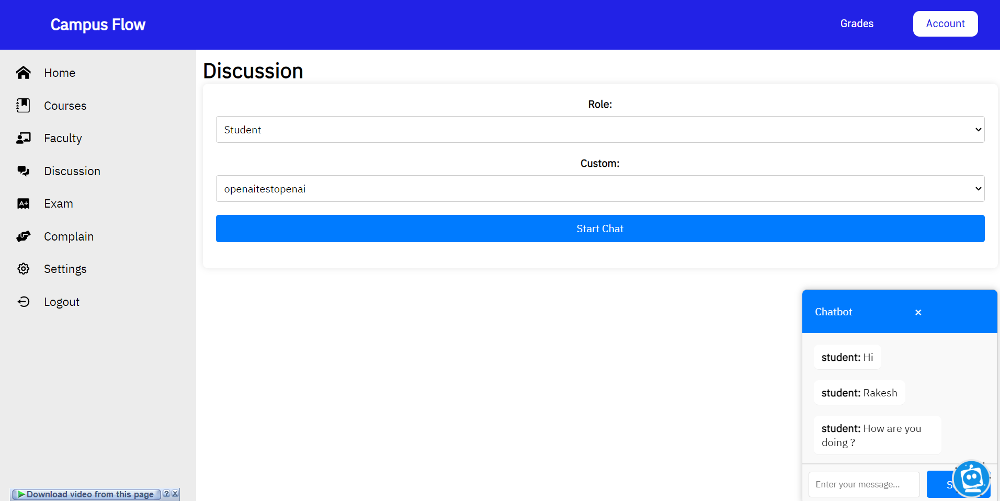 Campus Flow
Grades
Account
Home
Courses
Faculty
Discussion
A+
Exam
Complain
Settings
Logout
Discussion
Role:
Student
Custom:
openaitestopenai
Start Chat
Chatbot ×
student: Hi
student: Rakesh
student: How are you
doing ?
Enter your message...
Download video from this page ? X